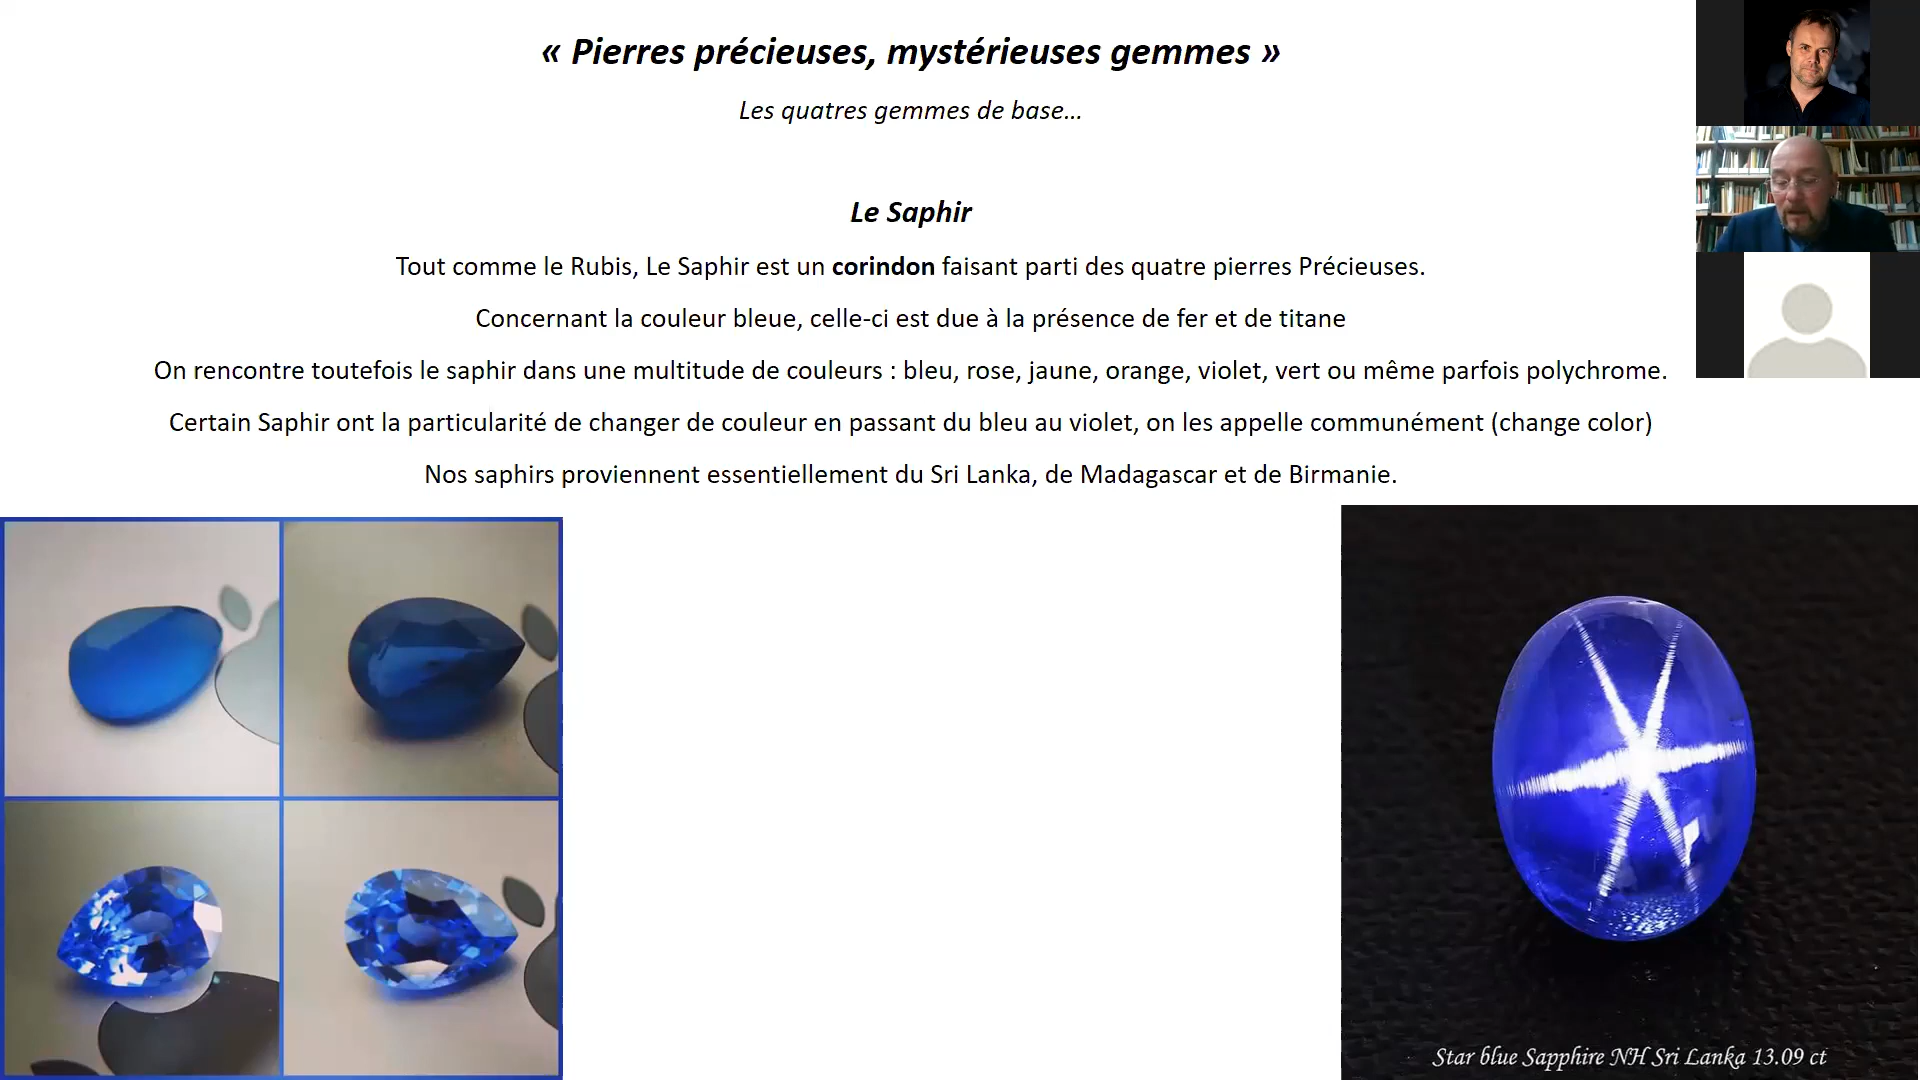 « Pierres précieuses, mystérieuses gemmes »
Les quatres gemmes de base...
Le Saphir
Tout comme le Rubis, Le Saphir est un corindon faisant parti des quatre pierres Précieuses.
Concernant la couleur bleue, celle-ci est due à la présence de fer et de titane
On rencontre toutefois le saphir dans une multitude de couleurs : bleu, rose, jaune, orange, violet, vert ou même parfois polychrome.
Certain Saphir ont la particularité de changer de couleur en passant du bleu au violet, on les appelle communément (change color)
Nos saphirs proviennent essentiellement du Sri Lanka, de Madagascar et de Birmanie.
Star blue Sapphire NH Sri Lanka 13.09 ct